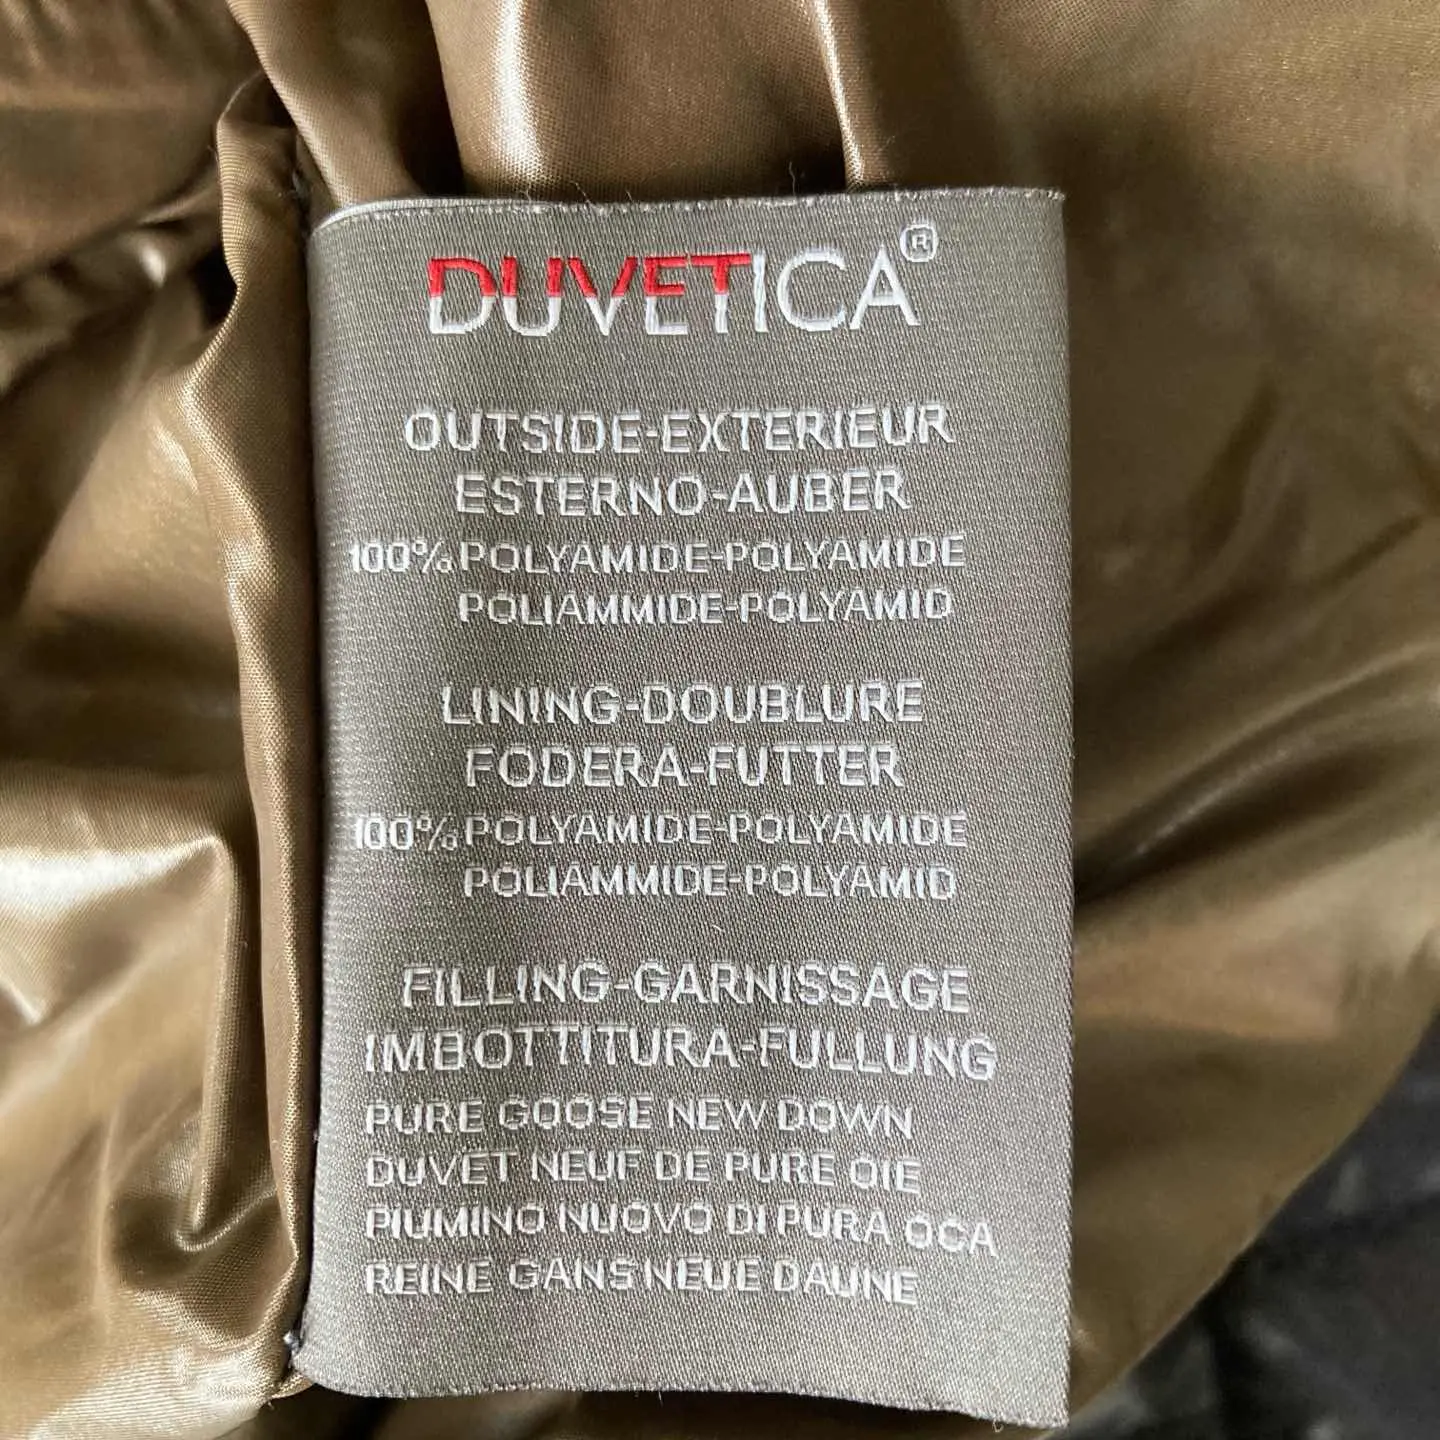 DUVETICA®
OUTSIDE-EXTERIEUR
ESTERNO-AUBER
100% POLYAMIDE-POLYAMIDE
POLIAMMIDE-POLYAMID
LINING-DOUBLURE
FODERA-FUTTER
100% POLYAMIDE-POLYAMIDE
POLIAMMIDE-POLYAMID
FILLING-GARNISSAGE
IMBOTTITURA-FULLUNG
PURE GOOSE NEW DOWN
DUVET NEUF DE PURE OIE
PIUMINO NUOVO DI PURA OCA
REINE GANS NEUE DAUNE